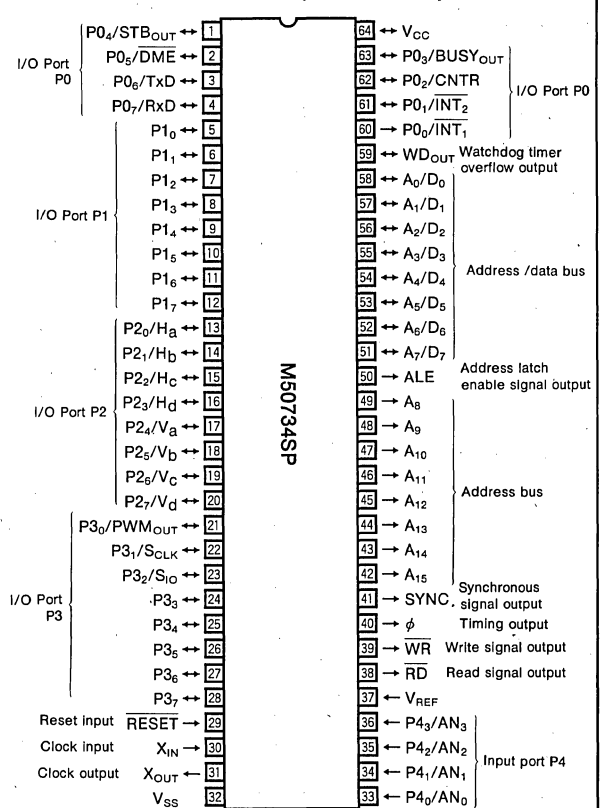 P0₄/STB_OUT ↔ 1
P0₅/D̅M̅E̅ ↔ 2
P0₆/TxD ↔ 3
P0₇/RxD ↔ 4
I/O Port
P0
P1₀ ↔ 5
P1₁ ↔ 6
P1₂ ↔ 7
P1₃ ↔ 8
P1₄ ↔ 9
P1₅ ↔ 10
P1₆ ↔ 11
P1₇ ↔ 12
I/O Port P1
P2₀/Ha ↔ 13
P2₁/Hb ↔ 14
P2₂/Hc ↔ 15
P2₃/Hd ↔ 16
P2₄/Va ↔ 17
P2₅/Vb ↔ 18
P2₆/Vc ↔ 19
P2₇/Vd ↔ 20
I/O Port P2
P3₀/PWM_OUT ↔ 21
P3₁/S_CLK ↔ 22
P3₂/S_IO ↔ 23
P3₃ ↔ 24
P3₄ ↔ 25
P3₅ ↔ 26
P3₆ ↔ 27
P3₇ ↔ 28
I/O Port
P3
Reset input R̅E̅S̅E̅T̅ → 29
Clock input X_IN → 30
Clock output X_OUT ← 31
V_SS 32
M50734SP
64 ↔ V_CC
63 ↔ P0₃/BUSY_OUT
62 ↔ P0₂/CNTR
61 ↔ P0₁/I̅N̅T̅₂
60 → P0₀/I̅N̅T̅₁
I/O Port P0
59 ↔ WD_OUT Watchdog timer
overflow output
58 ↔ A₀/D₀
57 ↔ A₁/D₁
56 ↔ A₂/D₂
55 ↔ A₃/D₃
54 ↔ A₄/D₄
53 ↔ A₅/D₅
52 ↔ A₆/D₆
51 ↔ A₇/D₇
Address /data bus
50 → ALE Address latch
enable signal output
49 → A₈
48 → A₉
47 → A₁₀
46 → A₁₁
45 → A₁₂
44 → A₁₃
43 → A₁₄
42 → A₁₅
Address bus
41 → SYNC Synchronous
signal output
40 → ϕ Timing output
39 → W̅R̅ Write signal output
38 → R̅D̅ Read signal output
37 ← V_REF
36 ← P4₃/AN₃
35 ← P4₂/AN₂
34 ← P4₁/AN₁
33 ← P4₀/AN₀
Input port P4